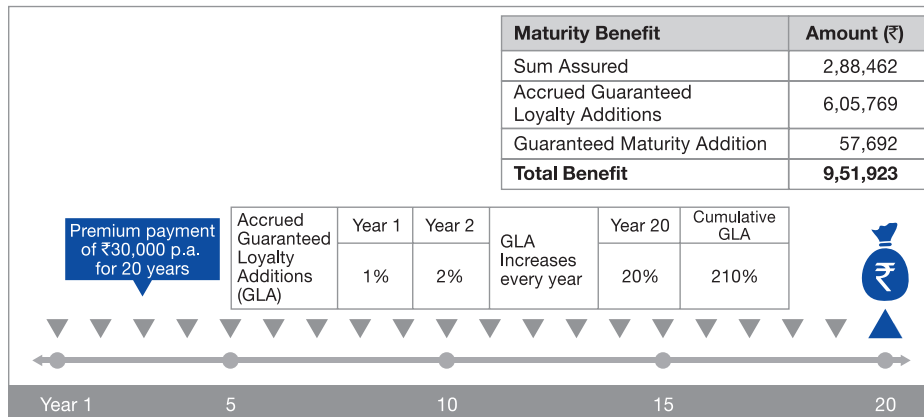 Maturity Benefit Amount (₹)
Sum Assured 2,88,462
Accrued Guaranteed
Loyalty Additions 6,05,769
Guaranteed Maturity Addition 57,692
Total Benefit 9,51,923
Premium payment
of ₹30,000 p.a.
for 20 years
Accrued
Guaranteed
Loyalty
Additions
(GLA)
Year 1
1%
Year 2
2%
GLA
Increases
every year
Year 20
20%
Cumulative
GLA
210%
₹
Year 1 5 10 15 20